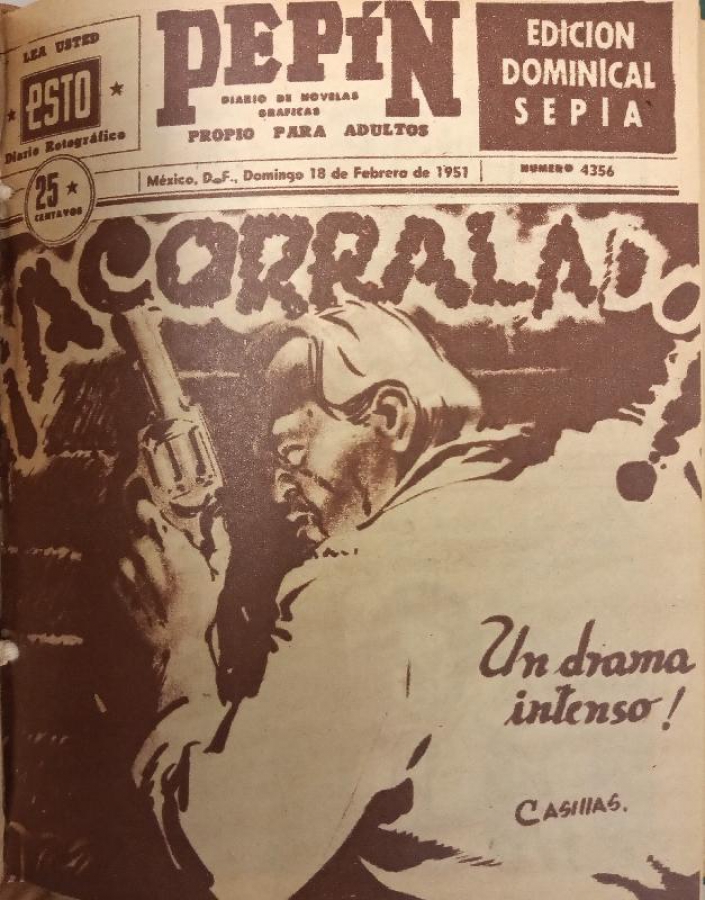 LEA USTED
esto
Diario Rotográfico
PEPÍN
DIARIO DE NOVELAS
GRAFICAS
PROPIO PARA ADULTOS
EDICION
DOMINICAL
SEPIA
25
CENTAVOS
México, D.F., Domingo 18 de Febrero de 1951
NUMERO 4356
¡ACORRALADO!
Un drama
intenso!
CASILLAS.